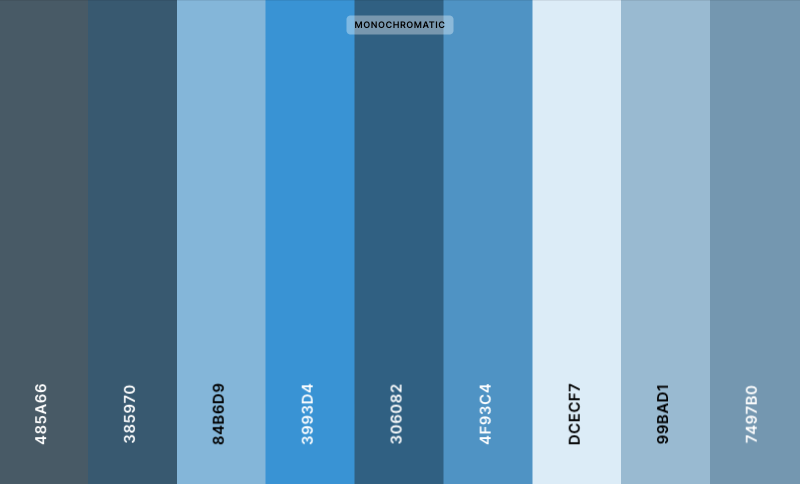 MONOCHROMATIC
485A66
385970
84B6D9
3993D4
306082
4F93C4
DCECF7
99BAD1
7497B0